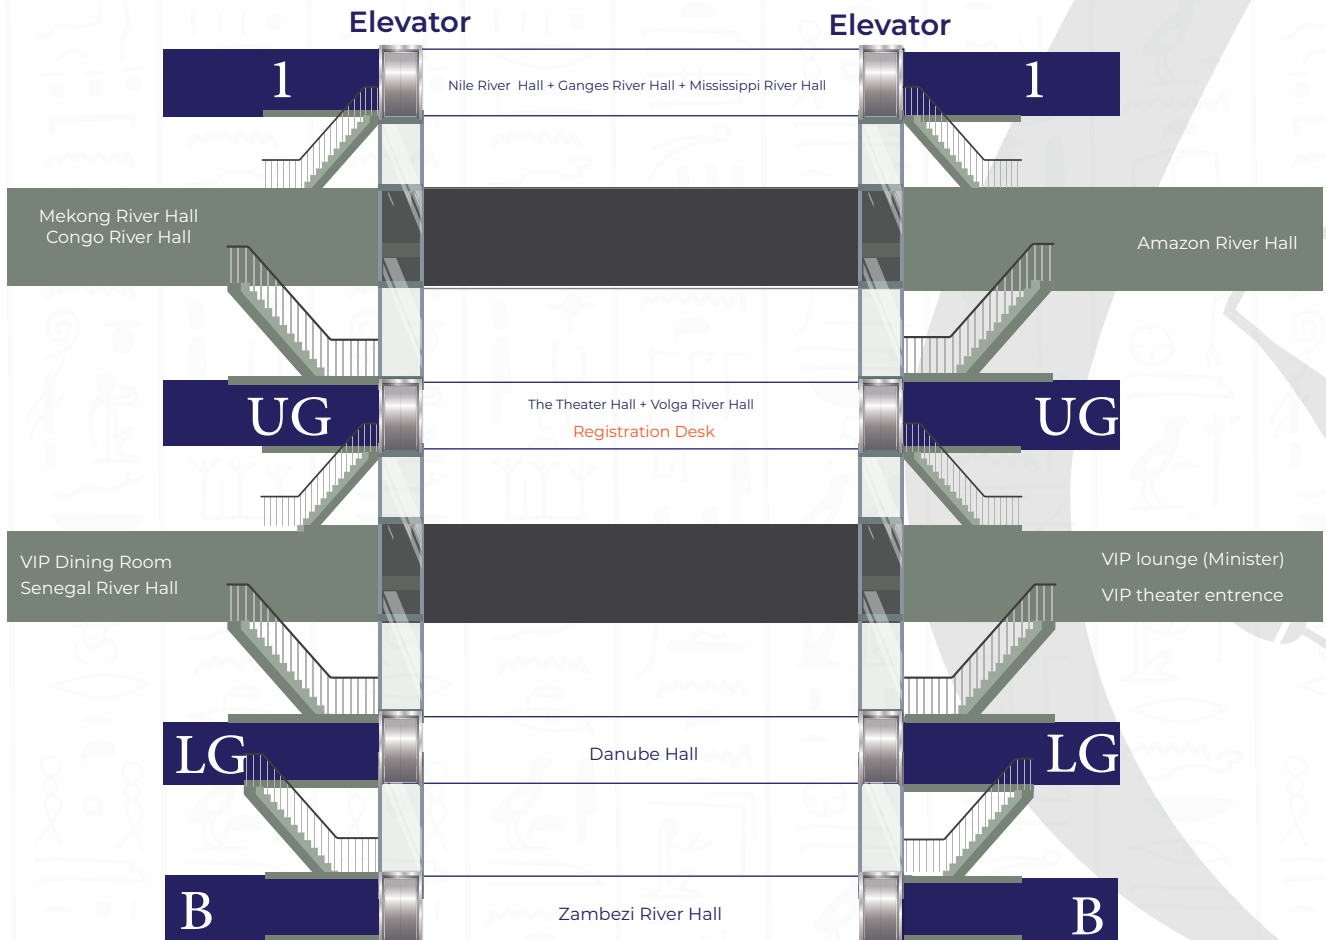 Elevator
Elevator
1
Nile River Hall + Ganges River Hall + Mississippi River Hall
1
Mekong River Hall
Congo River Hall
Amazon River Hall
UG
The Theater Hall + Volga River Hall
Registration Desk
UG
VIP Dining Room
Senegal River Hall
VIP lounge (Minister)
VIP theater entrence
LG
Danube Hall
LG
B
Zambezi River Hall
B